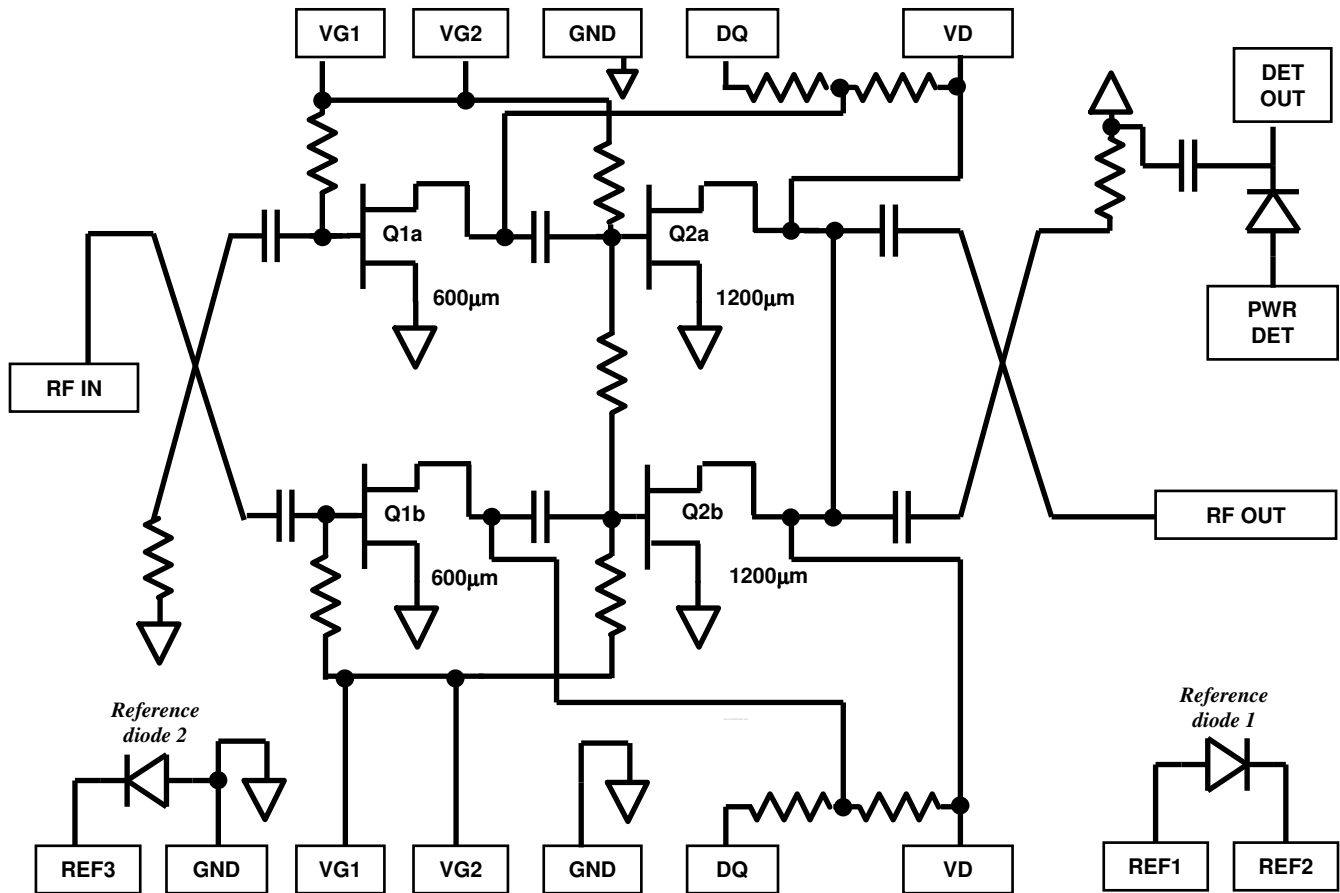 VG1
VG2
GND
DQ
VD
DET
OUT
Q1a
Q2a
600µm
1200µm
PWR
DET
RF IN
Q1b
Q2b
RF OUT
600µm
1200µm
Reference
diode 2
Reference
diode 1
REF3
GND
VG1
VG2
GND
DQ
VD
REF1
REF2